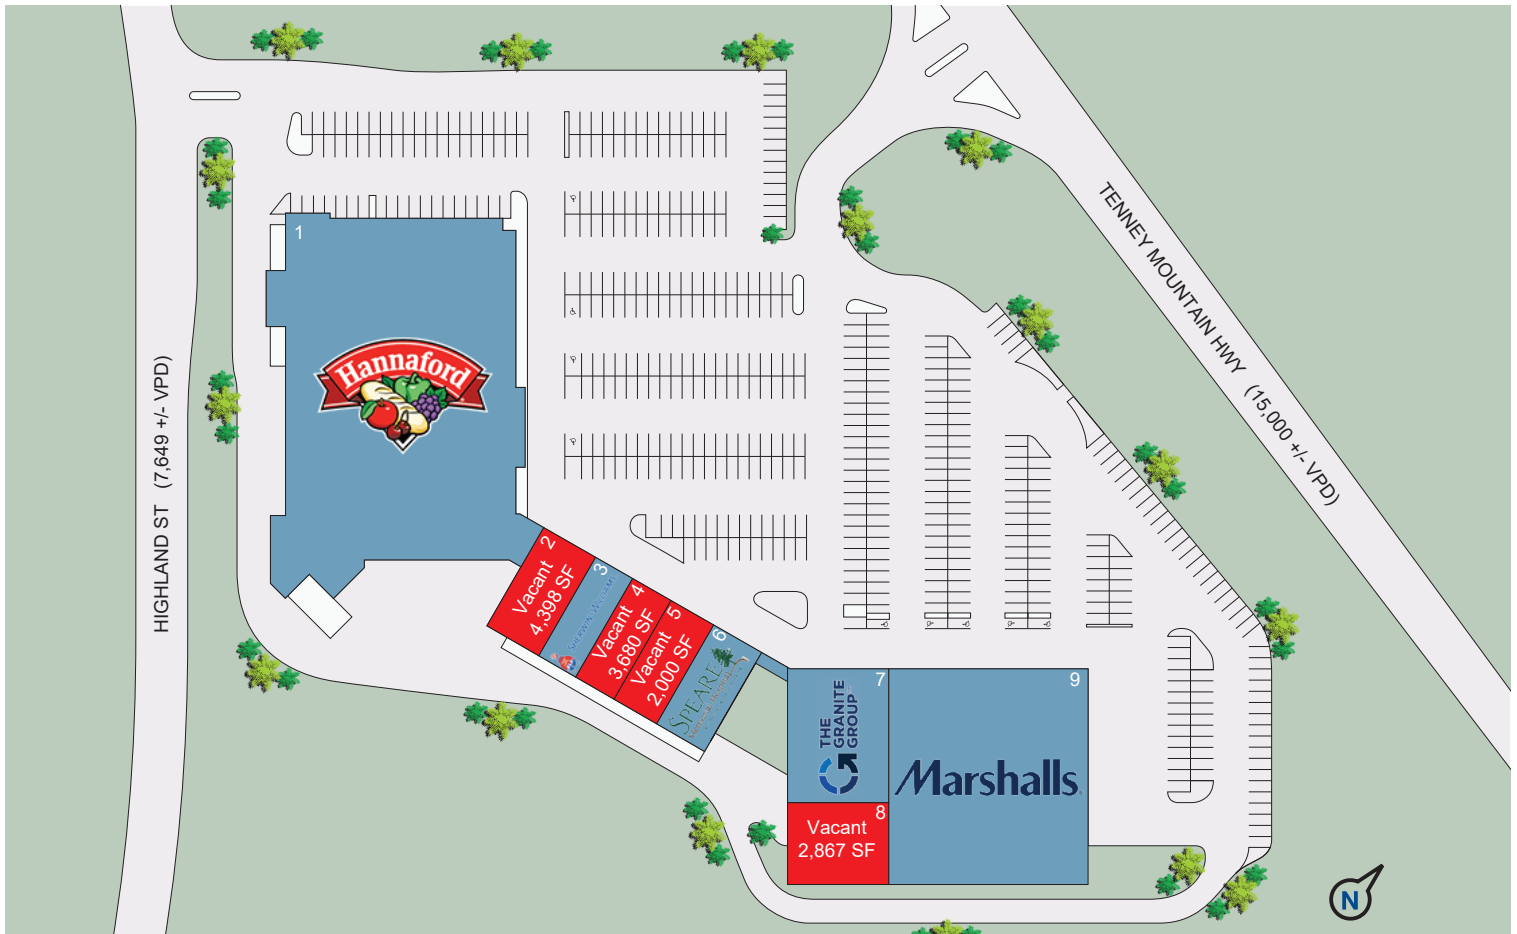 1
Hannaford
HIGHLAND ST (7,649 +/- VPD)
TENNEY MOUNTAIN HWY (15,000 +/- VPD)
2
Vacant
4,398 SF
3
SHERWIN-WILLIAMS
4
Vacant
3,680 SF
5
Vacant
2,000 SF
6
SPEARE
7
THE
GRANITE
GROUP
8
Vacant
2,867 SF
9
Marshalls
N